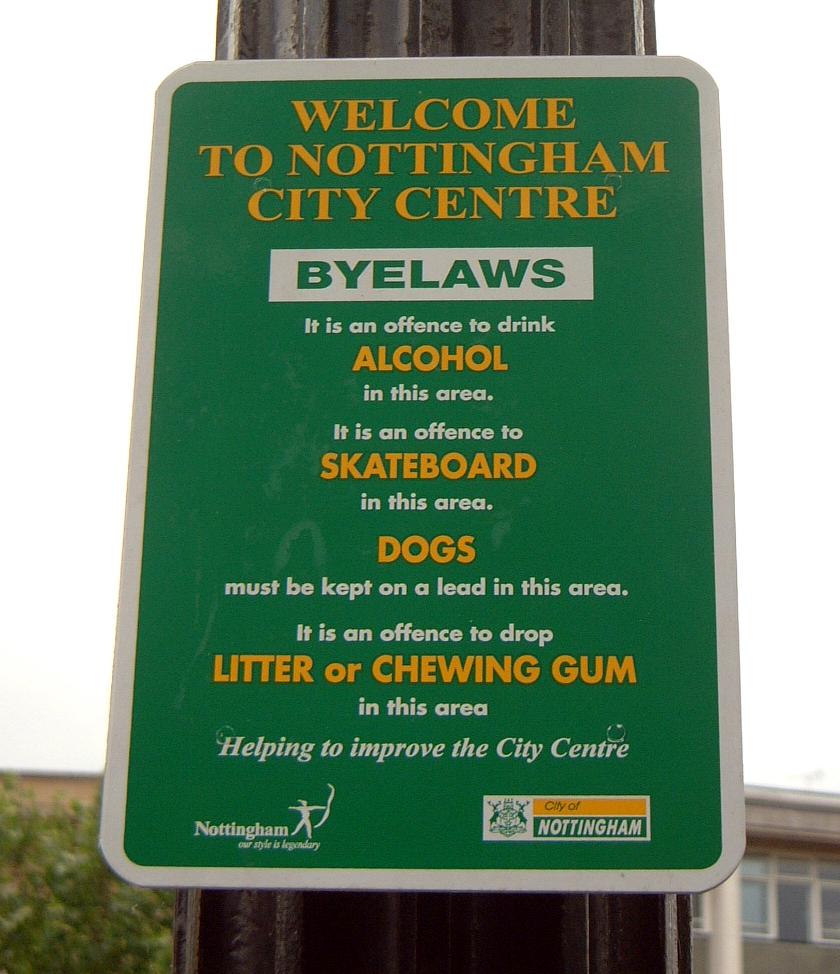 WELCOME
TO NOTTINGHAM
CITY CENTRE
BYELAWS
It is an offence to drink
ALCOHOL
in this area.
It is an offence to
SKATEBOARD
in this area.
DOGS
must be kept on a lead in this area.
It is an offence to drop
LITTER or CHEWING GUM
in this area
Helping to improve the City Centre
Nottingham
our style is legendary
City of
NOTTINGHAM